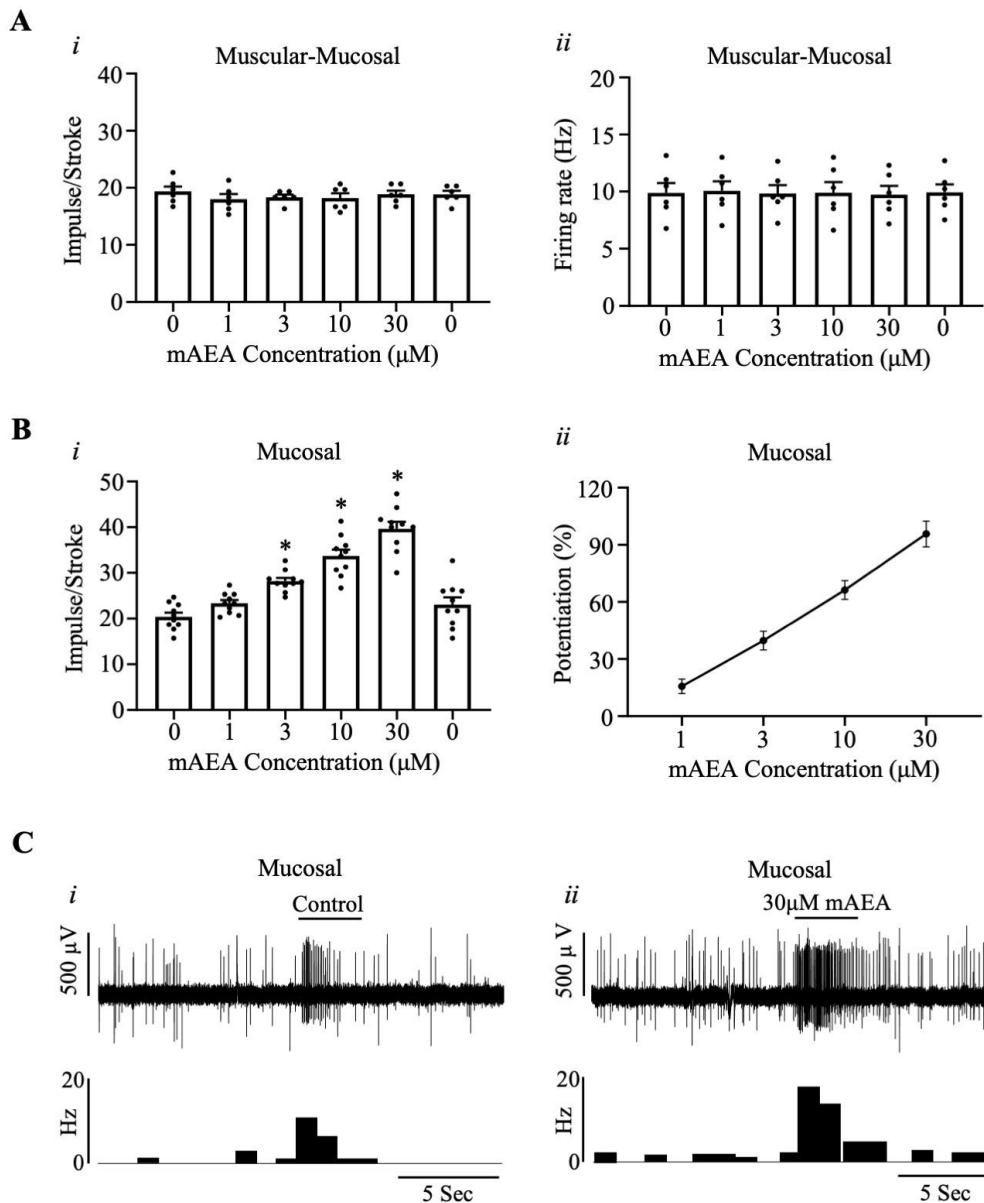 A
i
Muscular-Mucosal
Impulse/Stroke
40
30
20
10
0
0 1 3 10 30 0
mAEA Concentration (μM)
ii
Muscular-Mucosal
Firing rate (Hz)
20
15
10
5
0
0 1 3 10 30 0
mAEA Concentration (μM)
B
i
Mucosal
Impulse/Stroke
50
40
30
20
10
0
* * *
0 1 3 10 30 0
mAEA Concentration (μM)
ii
Mucosal
Potentiation (%)
120
90
60
30
0
1 3 10 30
mAEA Concentration (μM)
C
i
Mucosal
Control
500 μ V
20
Hz
0
5 Sec
ii
Mucosal
30μM mAEA
500 μ V
20
Hz
0
5 Sec